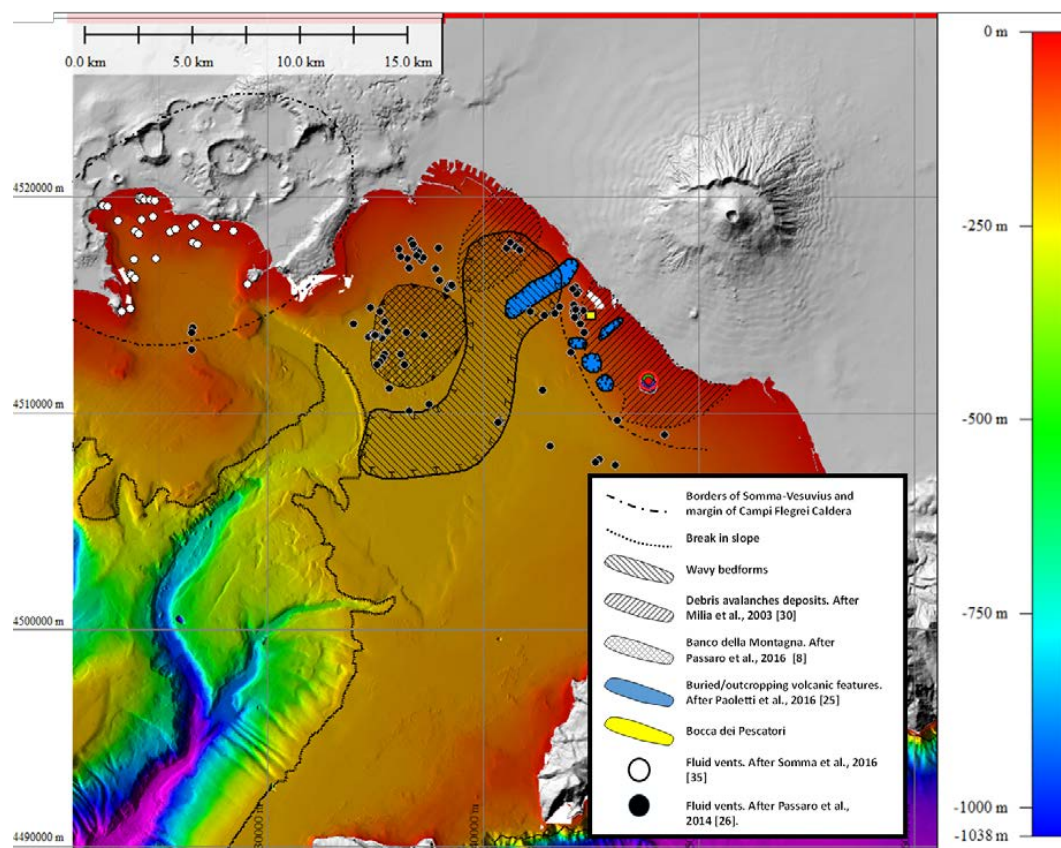 0.0 km 5.0 km 10.0 km 15.0 km
0 m
-250 m
-500 m
-750 m
-1000 m
-1038 m
4520000 m
4510000 m
4500000 m
4490000 m
Borders of Somma-Vesuvius and
margin of Campi Flegrei Caldera
Break in slope
Wavy bedforms
Debris avalanches deposits. After
Milia et al., 2003 [30]
Banco della Montagna. After
Passaro et al., 2016 [8]
Buried/outcropping volcanic features.
After Paoletti et al., 2016 [25]
Bocca dei Pescatori
Fluid vents. After Somma et al., 2016
[35]
Fluid vents. After Passaro et al.,
2014 [26].